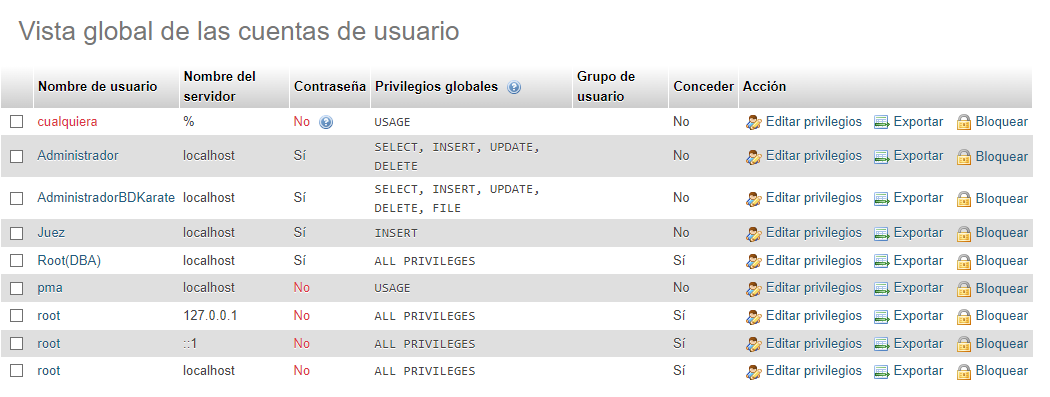 Vista global de las cuentas de usuario
Nombre de usuario Nombre del servidor Contraseña Privilegios globales Grupo de usuario Conceder Acción
cualquiera % No USAGE No Editar privilegios Exportar Bloquear
Administrador localhost Sí SELECT, INSERT, UPDATE, DELETE No Editar privilegios Exportar Bloquear
AdministradorBDKarate localhost Sí SELECT, INSERT, UPDATE, DELETE, FILE No Editar privilegios Exportar Bloquear
Juez localhost Sí INSERT No Editar privilegios Exportar Bloquear
Root(DBA) localhost Sí ALL PRIVILEGES Sí Editar privilegios Exportar Bloquear
pma localhost No USAGE No Editar privilegios Exportar Bloquear
root 127.0.0.1 No ALL PRIVILEGES Sí Editar privilegios Exportar Bloquear
root ::1 No ALL PRIVILEGES Sí Editar privilegios Exportar Bloquear
root localhost No ALL PRIVILEGES Sí Editar privilegios Exportar Bloquear